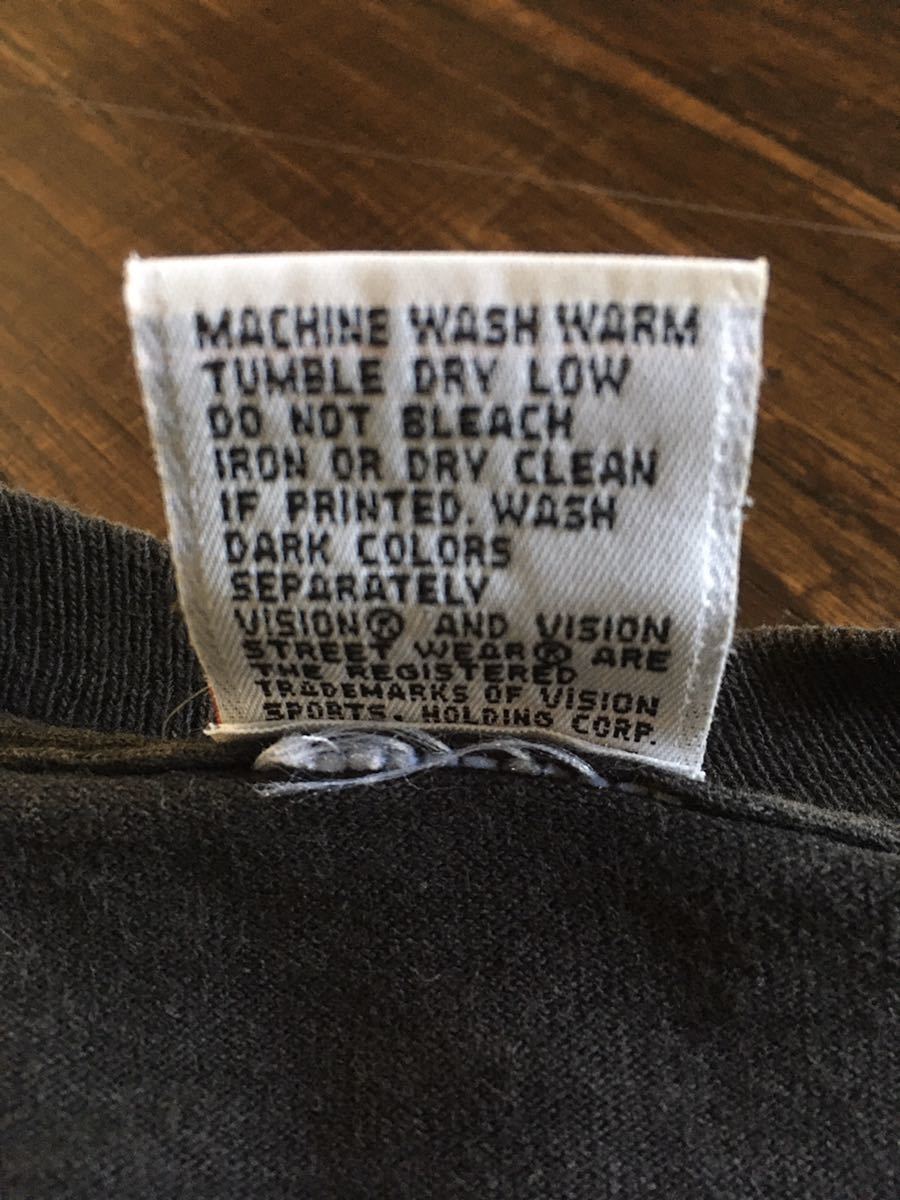 MACHINE WASH WARM
TUMBLE DRY LOW
DO NOT BLEACH
IRON OR DRY CLEAN
IF PRINTED. WASH
DARK COLORS
SEPARATELY
VISION® AND VISION
STREET WEAR® ARE
THE REGISTERED
TRADEMARKS OF VISION
SPORTS. HOLDING CORP.